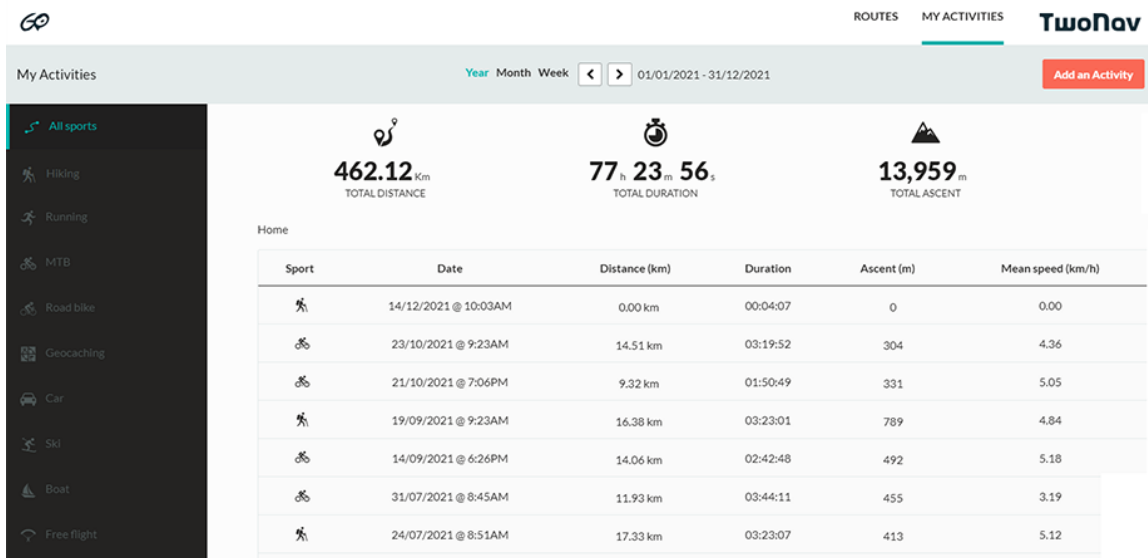 GO
ROUTES MY ACTIVITIES TwoNav
My Activities Year Month Week < > 01/01/2021 - 31/12/2021 Add an Activity
All sports
Hiking
Running
MTB
Road bike
Geocaching
Car
Ski
Boat
Free flight
462.12 Km
TOTAL DISTANCE
77 h 23 m 56 s
TOTAL DURATION
13,959 m
TOTAL ASCENT
Home
Sport Date Distance (km) Duration Ascent (m) Mean speed (km/h)
14/12/2021 @ 10:03AM 0.00 km 00:04:07 0 0.00
23/10/2021 @ 9:23AM 14.51 km 03:19:52 304 4.36
21/10/2021 @ 7:06PM 9.32 km 01:50:49 331 5.05
19/09/2021 @ 9:23AM 16.38 km 03:23:01 789 4.84
14/09/2021 @ 6:26PM 14.06 km 02:42:48 492 5.18
31/07/2021 @ 8:45AM 11.93 km 03:44:11 455 3.19
24/07/2021 @ 8:51AM 17.33 km 03:23:07 413 5.12